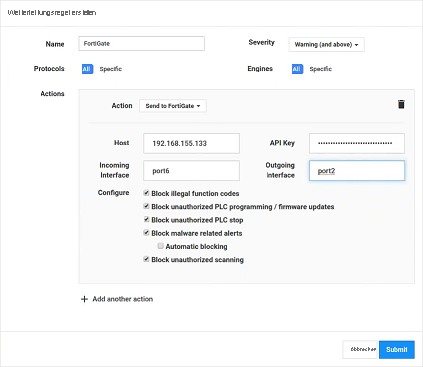 Weiterleitungsregel erstellen
Name
FortiGate
Severity
Warning (and above)
Protocols
All
Specific
Engines
All
Specific
Actions
Action
Send to FortiGate
Host
192.168.155.133
API Key
Incoming
Interface
port6
Outgoing
Interface
port2
Configure
Block illegal function codes
Block unauthorized PLC programming / firmware updates
Block unauthorized PLC stop
Block malware related alerts
Automatic blocking
Block unauthorized scanning
+ Add another action
Abbrechen
Submit